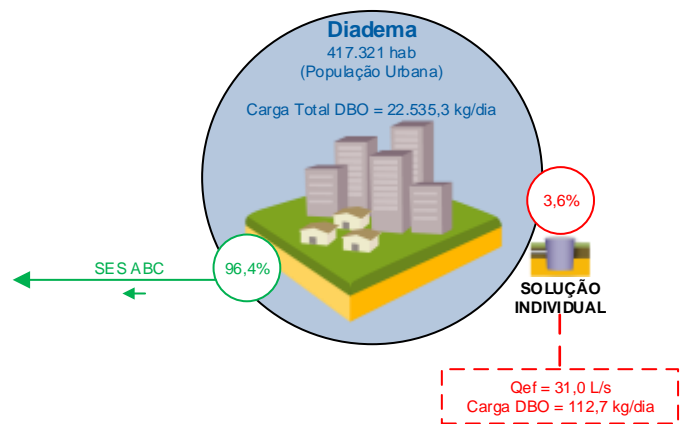 Diadema
417.321 hab
(População Urbana)
Carga Total DBO = 22.535,3 kg/dia
3,6%
SES ABC
96,4%
SOLUÇÃO
INDIVIDUAL
Qef = 31,0 L/s
Carga DBO = 112,7 kg/dia